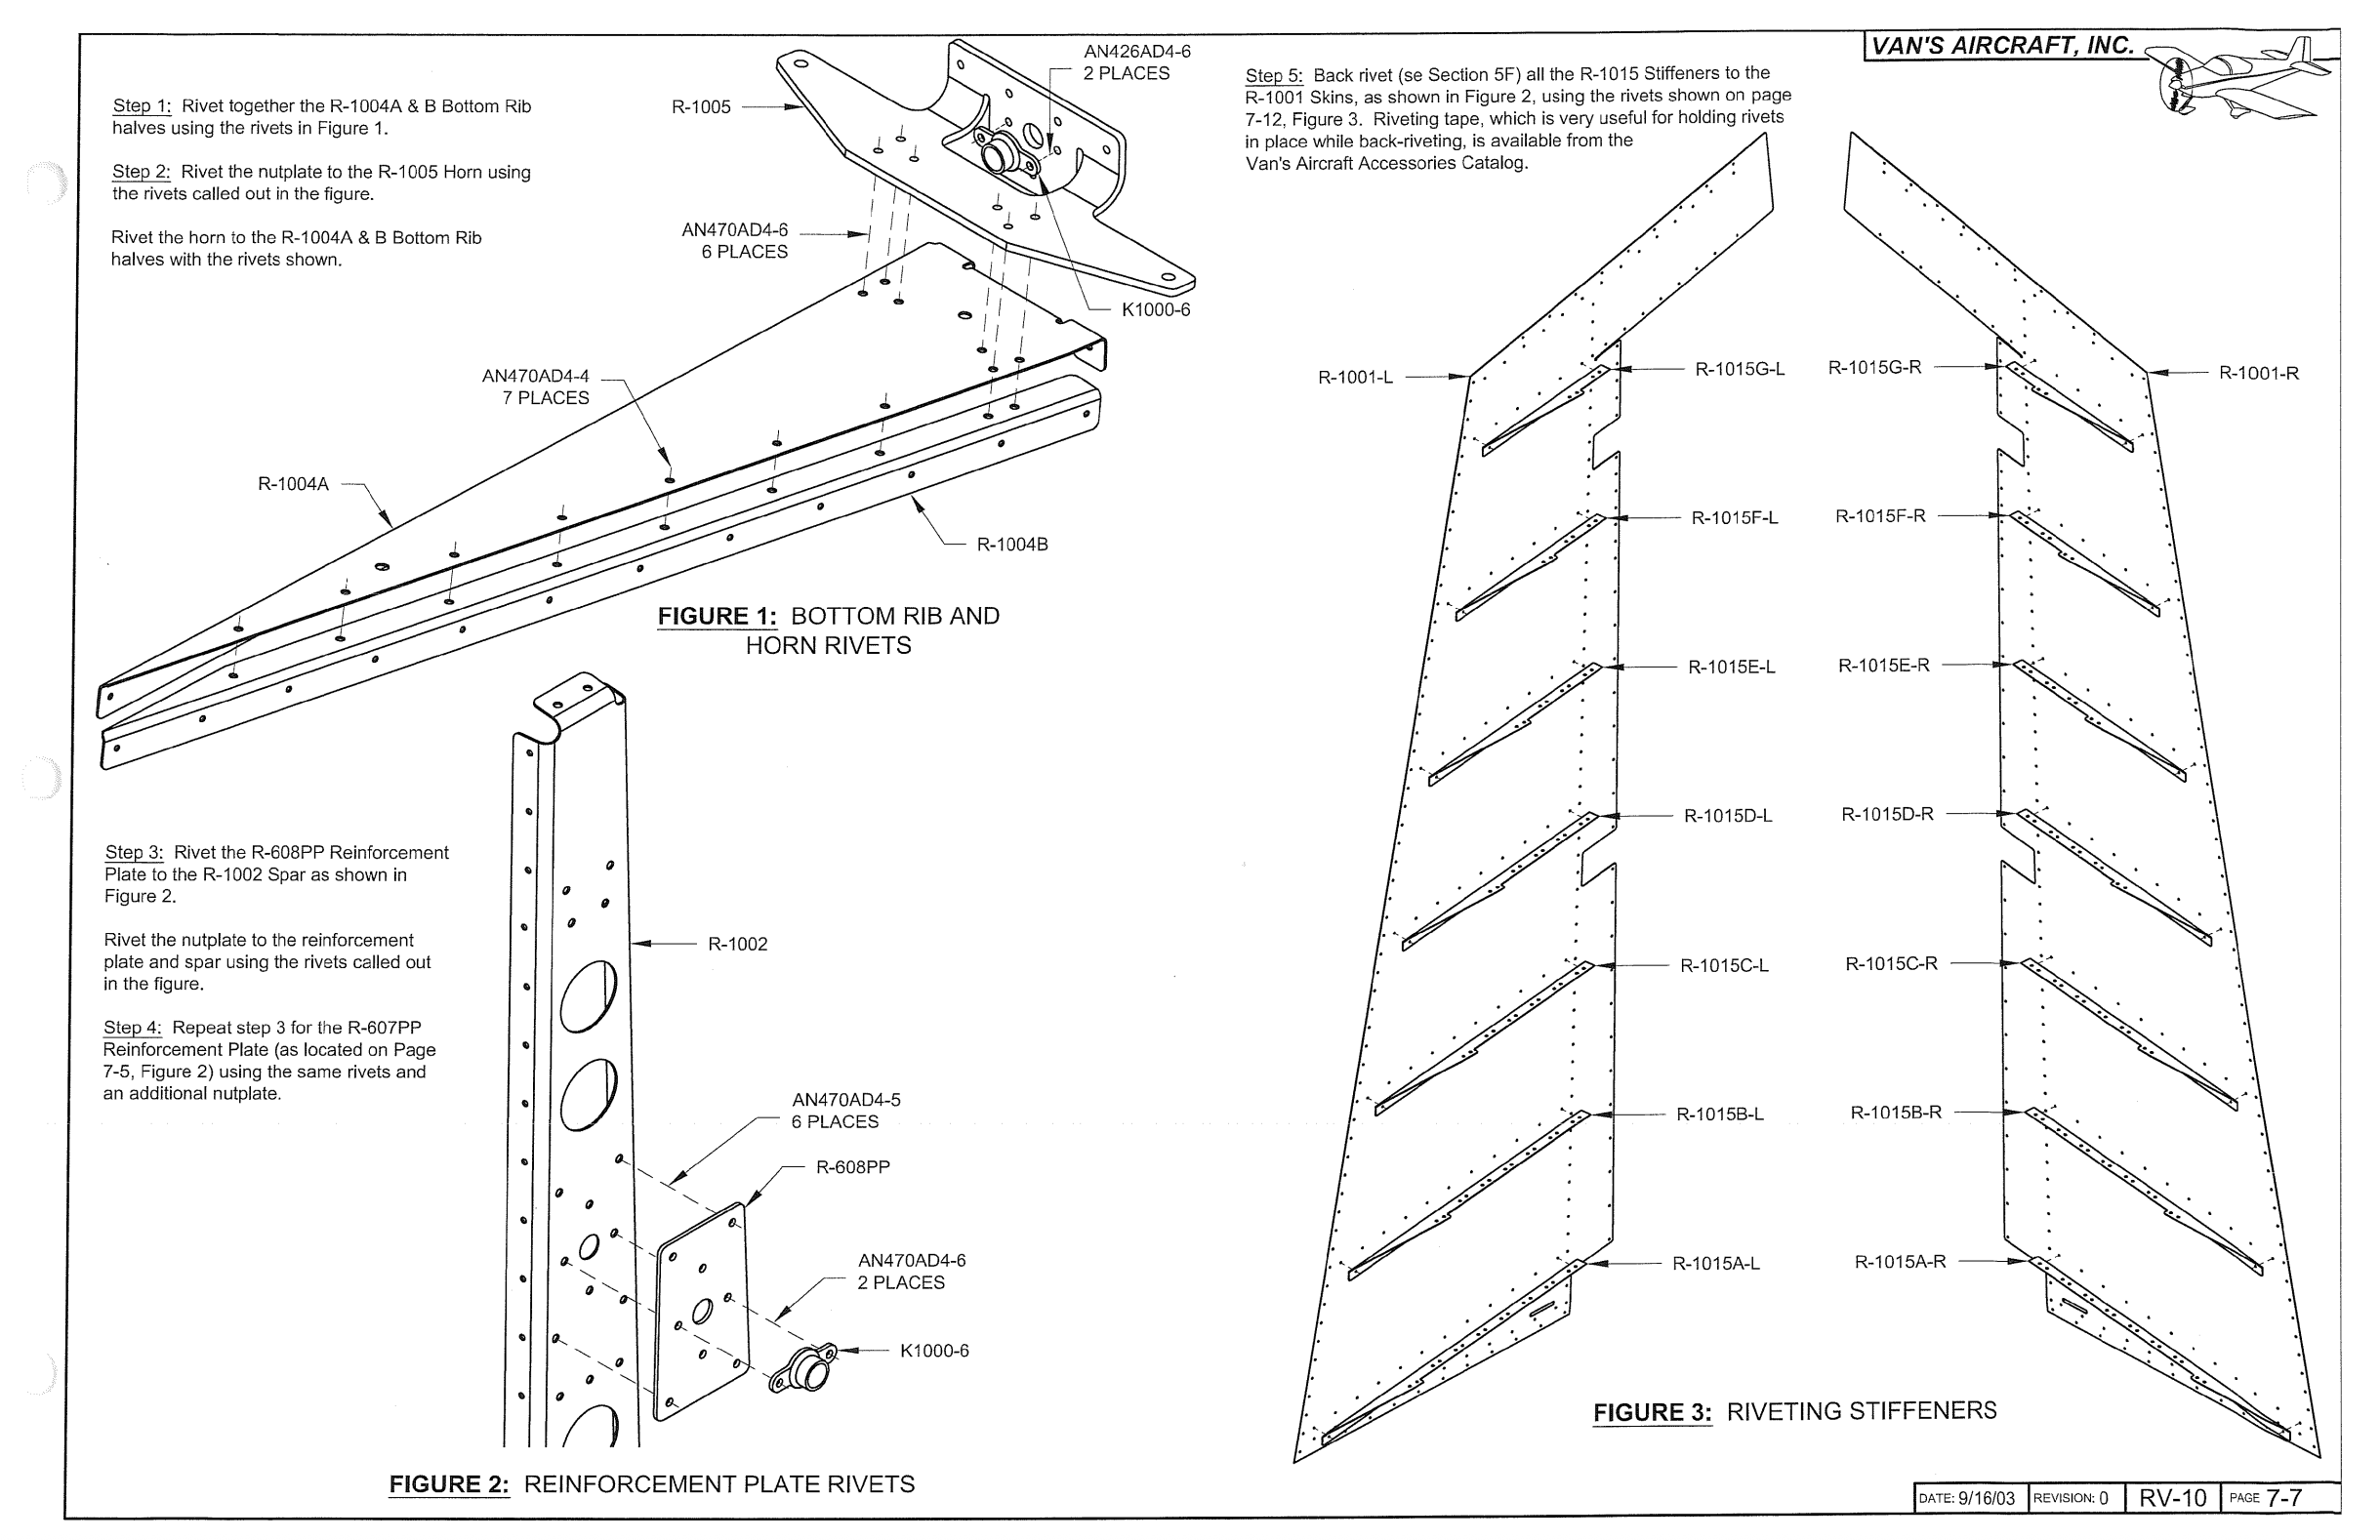 VAN'S AIRCRAFT, INC.
Step 1: Rivet together the R-1004A & B Bottom Rib
halves using the rivets in Figure 1.
Step 2: Rivet the nutplate to the R-1005 Horn using
the rivets called out in the figure.
Rivet the horn to the R-1004A & B Bottom Rib
halves with the rivets shown.
R-1005
AN426AD4-6
2 PLACES
AN470AD4-6
6 PLACES
K1000-6
AN470AD4-4
7 PLACES
R-1004A
R-1004B
FIGURE 1: BOTTOM RIB AND
HORN RIVETS
Step 3: Rivet the R-608PP Reinforcement
Plate to the R-1002 Spar as shown in
Figure 2.
Rivet the nutplate to the reinforcement
plate and spar using the rivets called out
in the figure.
Step 4: Repeat step 3 for the R-607PP
Reinforcement Plate (as located on Page
7-5, Figure 2) using the same rivets and
an additional nutplate.
R-1002
AN470AD4-5
6 PLACES
R-608PP
AN470AD4-6
2 PLACES
K1000-6
FIGURE 2: REINFORCEMENT PLATE RIVETS
Step 5: Back rivet (se Section 5F) all the R-1015 Stiffeners to the
R-1001 Skins, as shown in Figure 2, using the rivets shown on page
7-12, Figure 3. Riveting tape, which is very useful for holding rivets
in place while back-riveting, is available from the
Van's Aircraft Accessories Catalog.
R-1001-L
R-1015G-L
R-1015G-R
R-1001-R
R-1015F-L
R-1015F-R
R-1015E-L
R-1015E-R
R-1015D-L
R-1015D-R
R-1015C-L
R-1015C-R
R-1015B-L
R-1015B-R
R-1015A-L
R-1015A-R
FIGURE 3: RIVETING STIFFENERS
DATE: 9/16/03 REVISION: 0 RV-10 PAGE 7-7